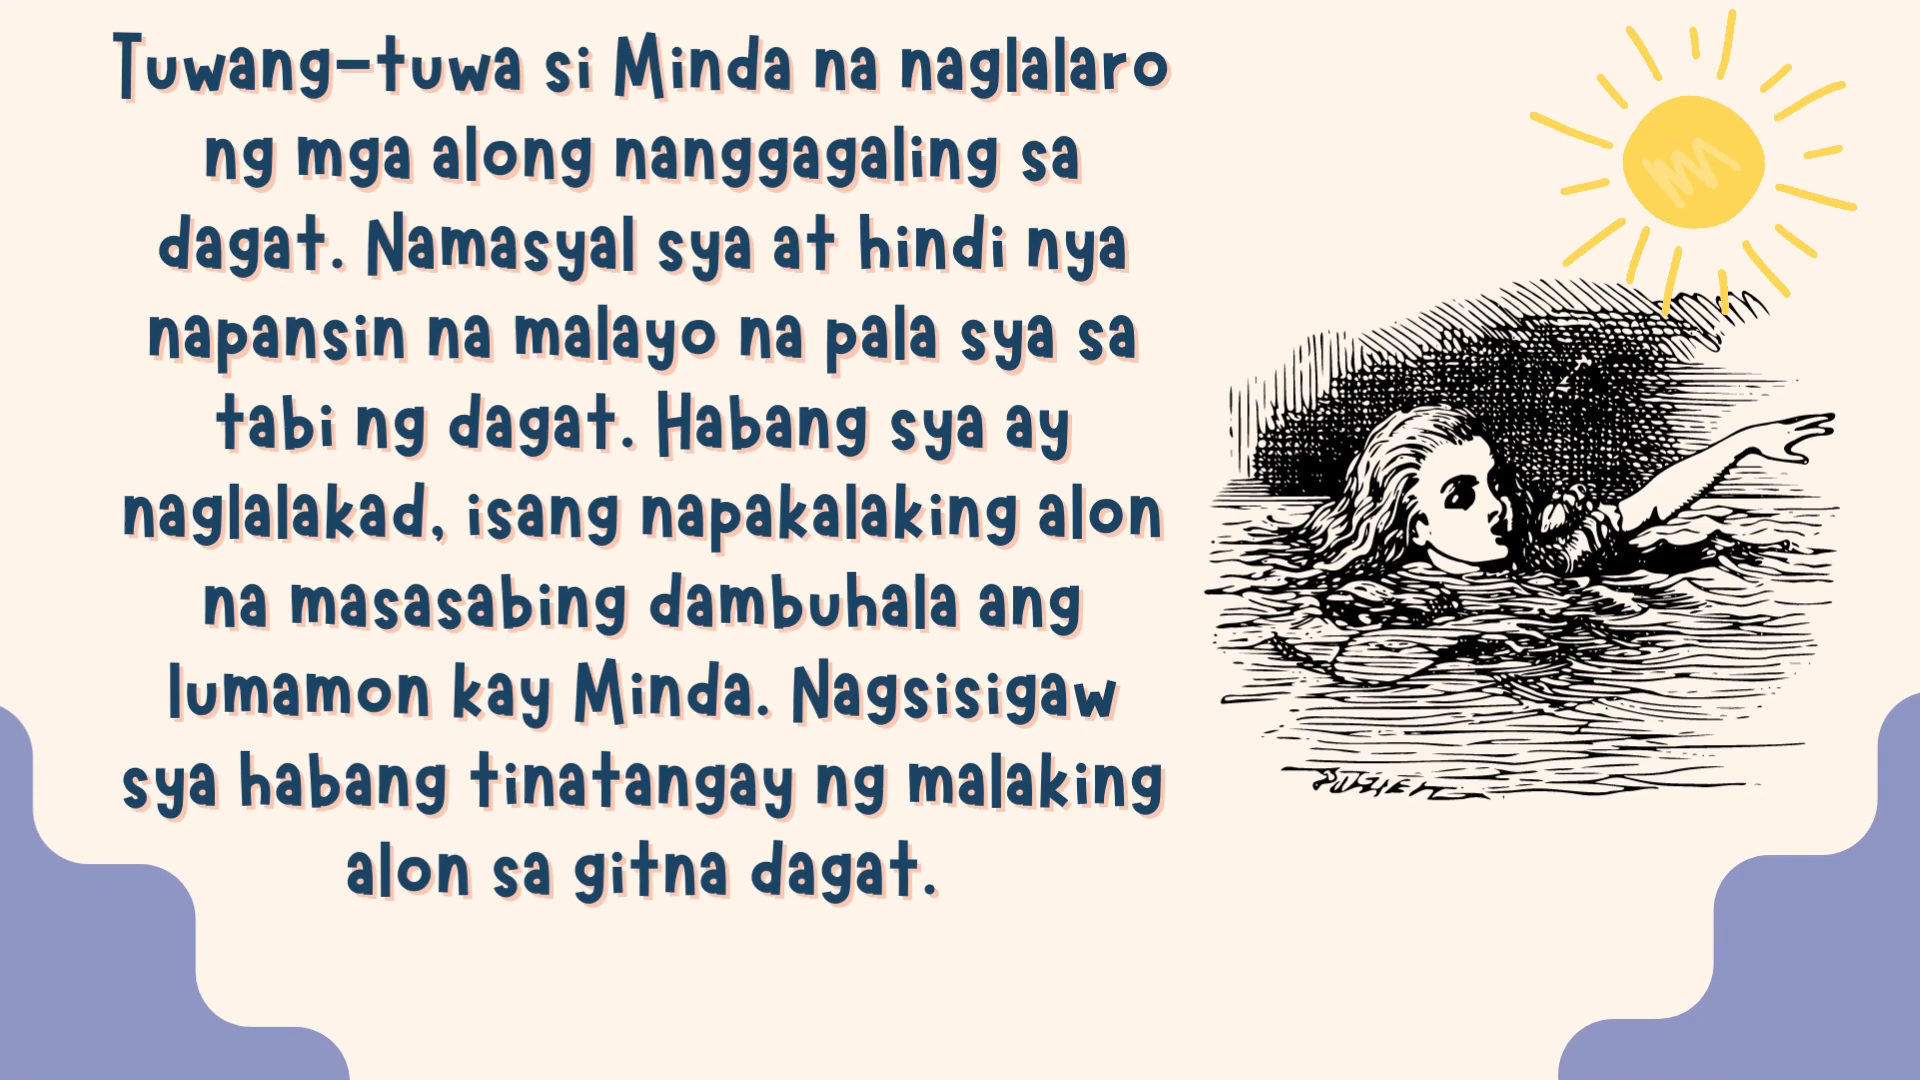 Tuwang-tuwa si Minda na naglalaro
ng mga along nanggagaling sa
dagat. Namasyal sya at hindi nya
napansin na malayo na pala sya sa
tabi ng dagat. Habang sya ay
naglalakad, isang napakalaking alon
na masasabing dambuhala ang
lumamon kay Minda. Nagsisigaw
sya habang tinatangay ng malaking
alon sa gitna dagat.